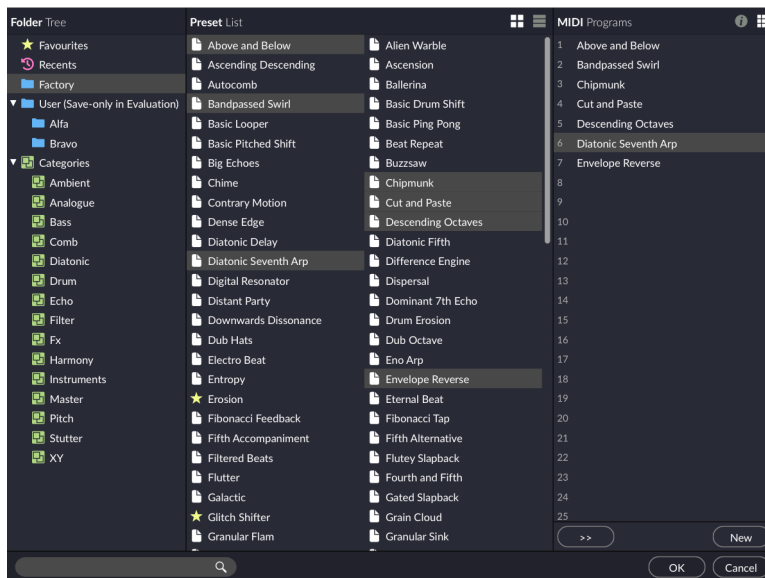 Folder Tree
Favourites
Recents
Factory
User (Save-only in Evaluation)
Alfa
Bravo
Categories
Ambient
Analogue
Bass
Comb
Diatonic
Drum
Echo
Filter
Fx
Harmony
Instruments
Master
Pitch
Stutter
XY
Preset List
Above and Below
Alien Warble
Ascending Descending
Ascension
Autocomb
Ballerina
Bandpassed Swirl
Basic Drum Shift
Basic Looper
Basic Ping Pong
Basic Pitched Shift
Beat Repeat
Big Echoes
Buzzsaw
Chime
Chipmunk
Contrary Motion
Cut and Paste
Dense Edge
Descending Octaves
Diatonic Delay
Diatonic Fifth
Diatonic Seventh Arp
Difference Engine
Digital Resonator
Dispersal
Distant Party
Dominant 7th Echo
Downwards Dissonance
Drum Erosion
Dub Hats
Dub Octave
Electro Beat
Eno Arp
Entropy
Envelope Reverse
Erosion
Eternal Beat
Fibonacci Feedback
Fibonacci Tap
Fifth Accompaniment
Fifth Alternative
Filtered Beats
Flutey Slapback
Flutter
Fourth and Fifth
Galactic
Gated Slapback
Glitch Shifter
Grain Cloud
Granular Flam
Granular Sink
MIDI Programs
1 Above and Below
2 Bandpassed Swirl
3 Chipmunk
4 Cut and Paste
5 Descending Octaves
6 Diatonic Seventh Arp
7 Envelope Reverse
8
9
10
11
12
13
14
15
16
17
18
19
20
21
22
23
24
25
>> New
OK Cancel